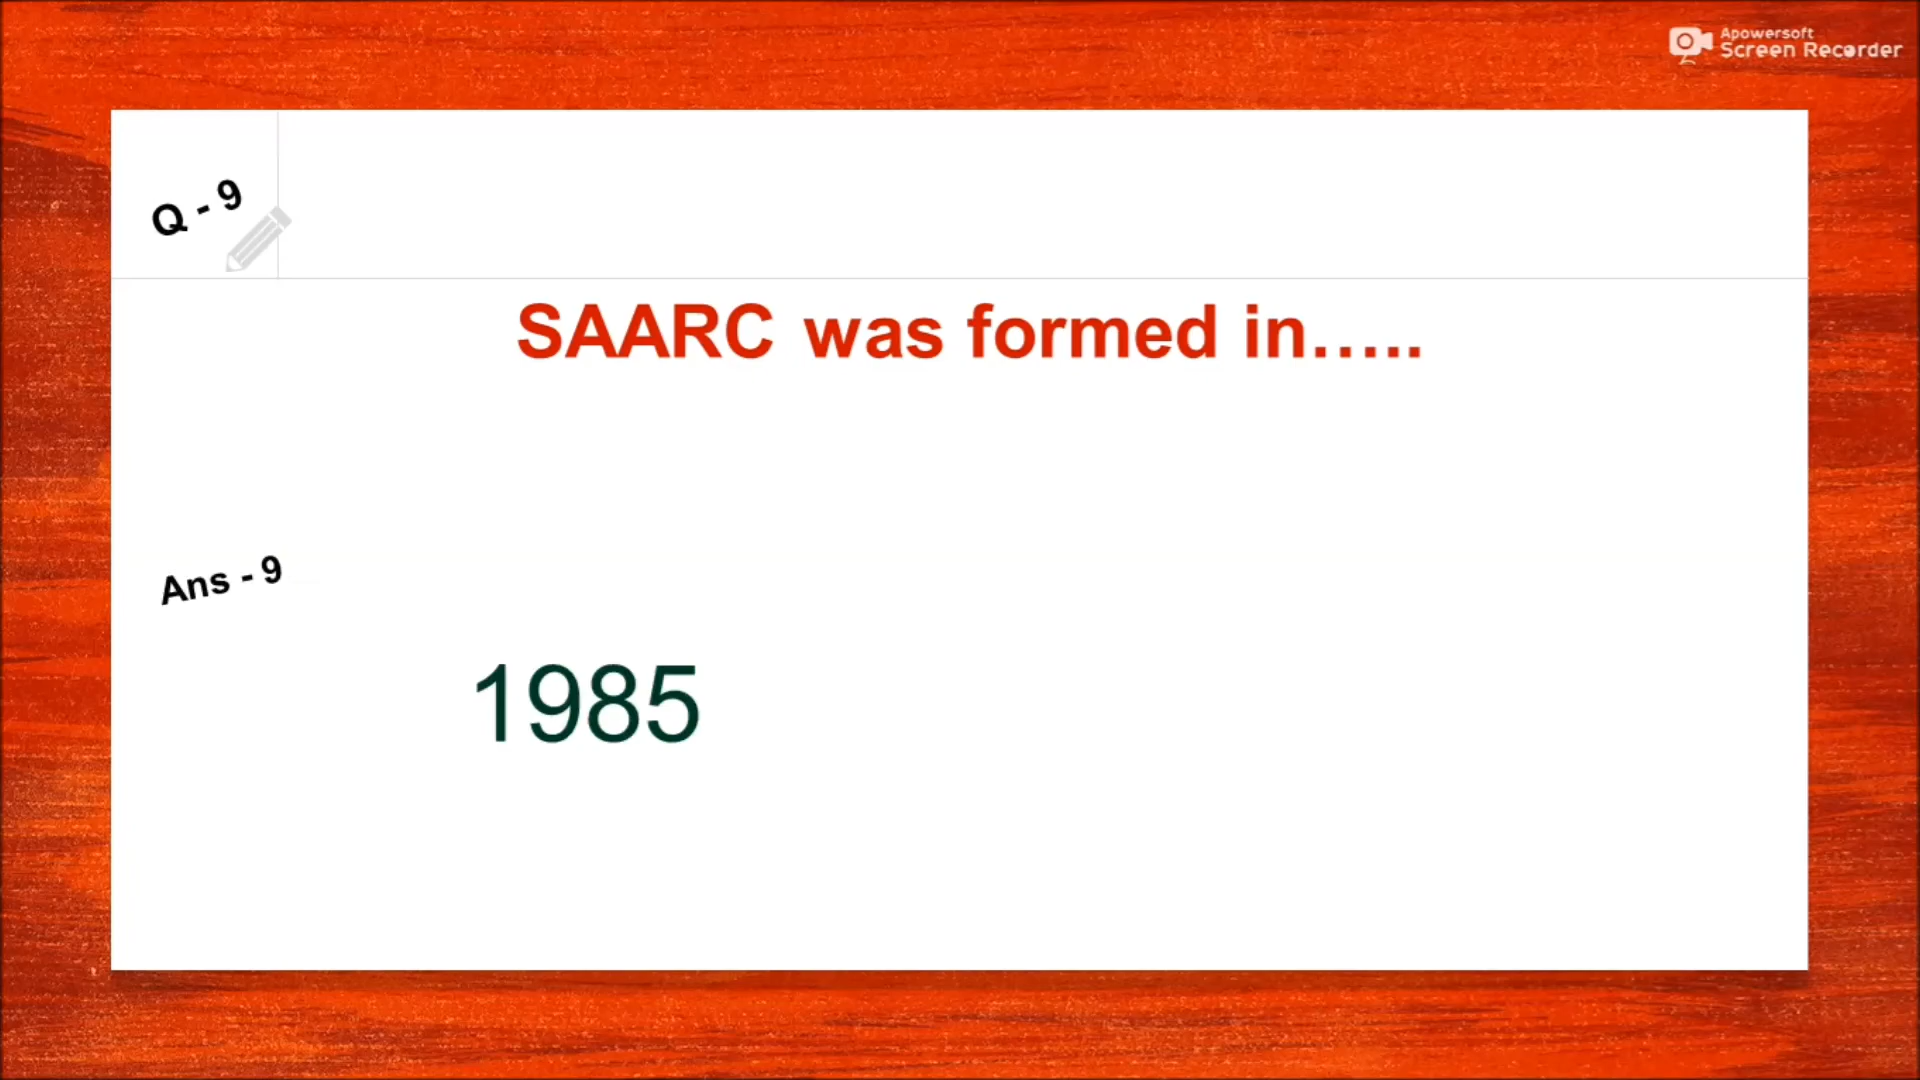 Apowersoft
Screen Recorder
Q - 9
SAARC was formed in.....
Ans - 9
1985